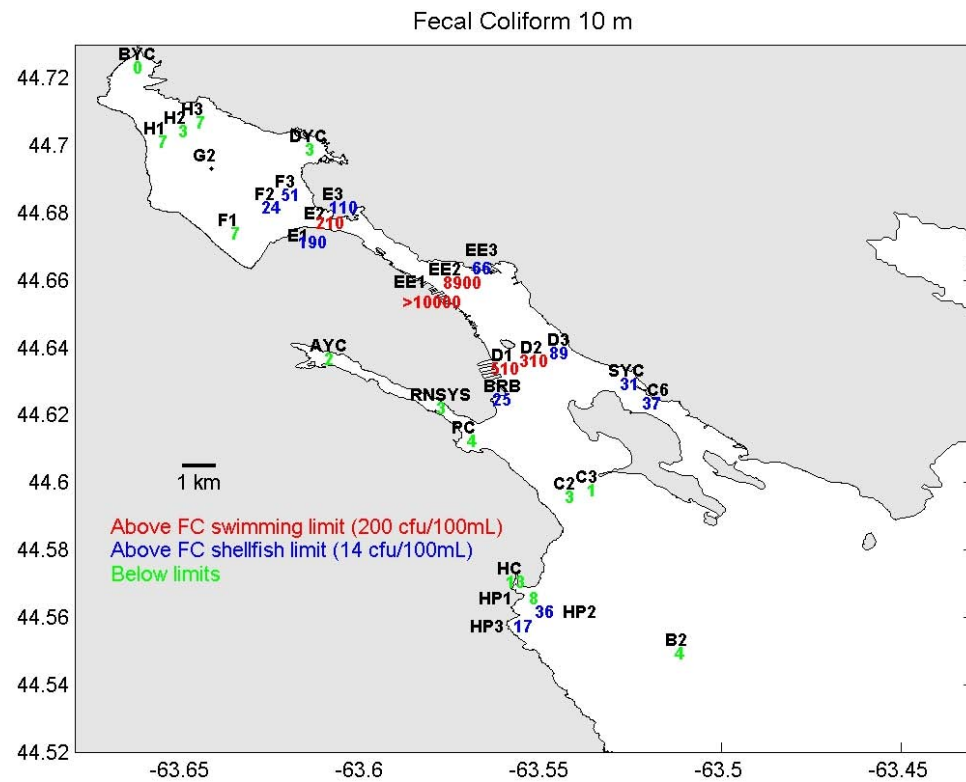 Fecal Coliform 10 m
44.72
44.7
44.68
44.66
44.64
44.62
44.6
44.58
44.56
44.54
44.52
BYC
0
H3
7
H2
3
H1
7
G2
DYC
3
F3
51
F2
24
E3
110
E2
210
F1
7
E1
190
EE3
66
EE2
8900
EE1
>10000
AYC
2
D3
89
D2
310
D1
510
SYC
31
BRB
25
C6
37
RNSYS
3
PC
4
C3
1
C2
3
1 km
Above FC swimming limit (200 cfu/100mL)
Above FC shellfish limit (14 cfu/100mL)
Below limits
HC
13
HP1
8
36
HP2
HP3
17
B2
4
-63.65
-63.6
-63.55
-63.5
-63.45